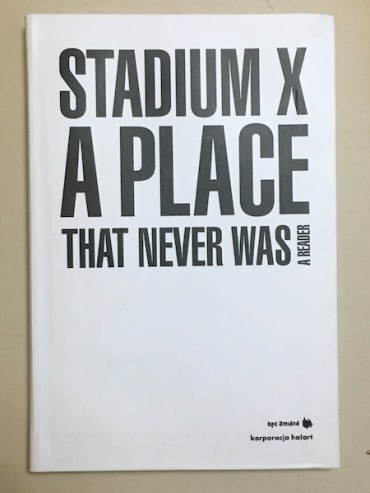 STADIUM X
A PLACE
THAT NEVER WAS
A READER
bęc zmiana
korporacja ha!art